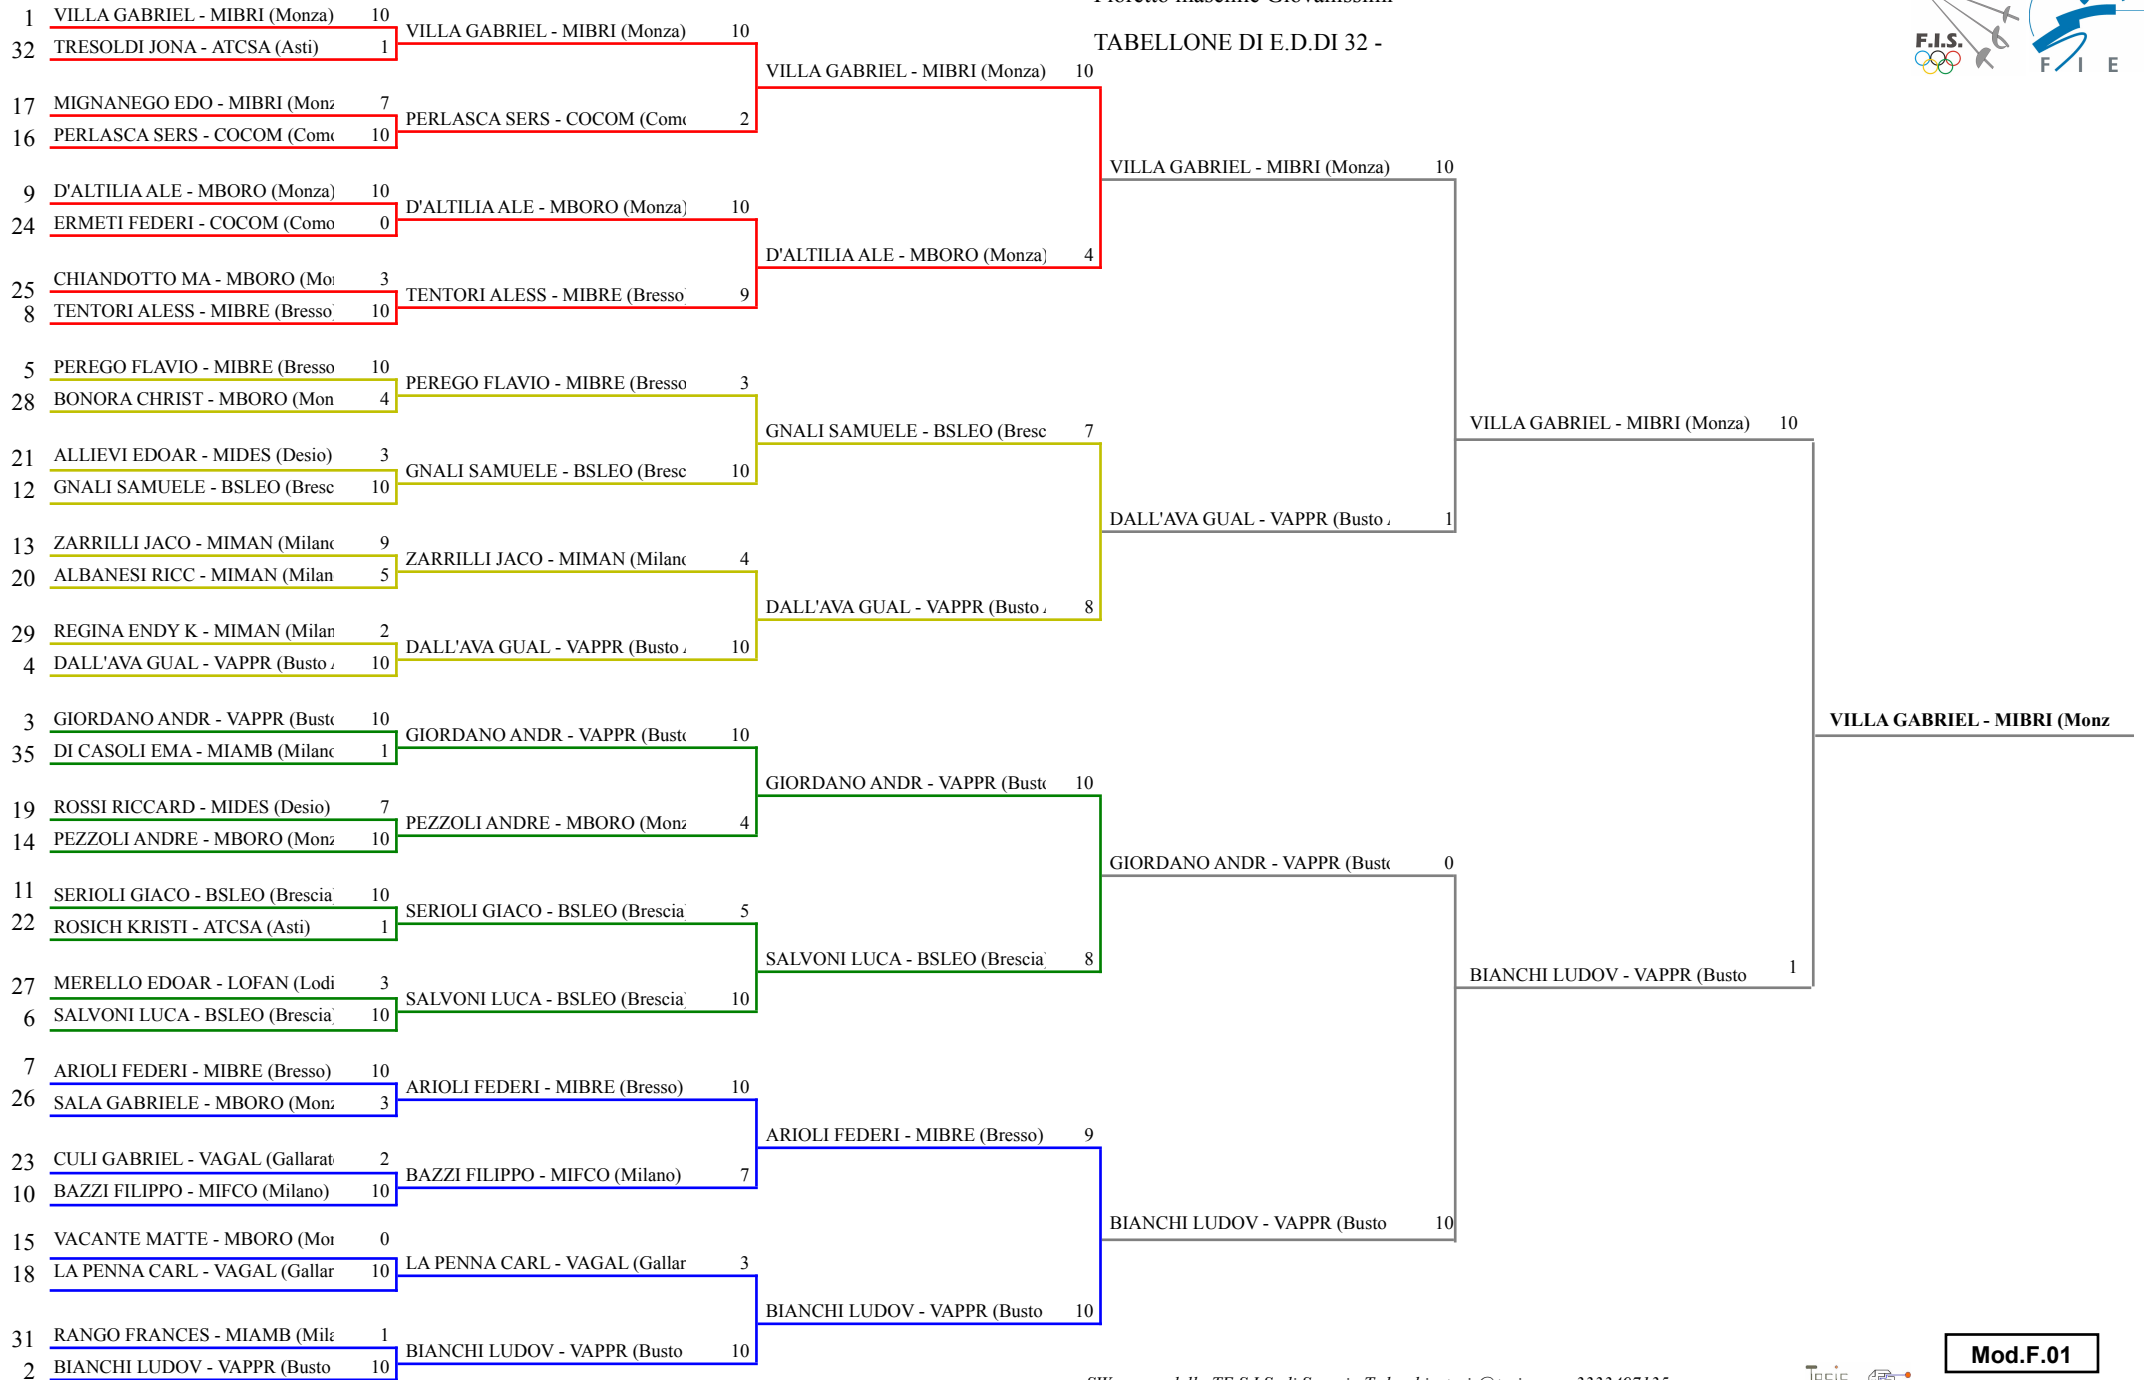 TABELLONE DI E.D.DI 32 -
F.I.S.
F I E
1 VILLA GABRIEL - MIBRI (Monza) 10
32 TRESOLDI JONA - ATCSA (Asti) 1
17 MIGNANEGO EDO - MIBRI (Monz 7
16 PERLASCA SERS - COCOM (Como 10
9 D'ALTILIA ALE - MBORO (Monza) 10
24 ERMETI FEDERI - COCOM (Como 0
25 CHIANDOTTO MA - MBORO (Mon 3
8 TENTORI ALESS - MIBRE (Bresso) 10
5 PEREGO FLAVIO - MIBRE (Bresso 10
28 BONORA CHRIST - MBORO (Mon 4
21 ALLIEVI EDOAR - MIDES (Desio) 3
12 GNALI SAMUELE - BSLEO (Bresc 10
13 ZARRILLI JACO - MIMAN (Milano 9
20 ALBANESI RICC - MIMAN (Milan 5
29 REGINA ENDY K - MIMAN (Milan 2
4 DALL'AVA GUAL - VAPPR (Busto A 10
3 GIORDANO ANDR - VAPPR (Busto 10
35 DI CASOLI EMA - MIAMB (Milano 1
19 ROSSI RICCARD - MIDES (Desio) 7
14 PEZZOLI ANDRE - MBORO (Monz 10
11 SERIOLI GIACO - BSLEO (Brescia) 10
22 ROSICH KRISTI - ATCSA (Asti) 1
27 MERELLO EDOAR - LOFAN (Lodi 3
6 SALVONI LUCA - BSLEO (Brescia) 10
7 ARIOLI FEDERI - MIBRE (Bresso) 10
26 SALA GABRIELE - MBORO (Monz 3
23 CULI GABRIEL - VAGAL (Gallarat 2
10 BAZZI FILIPPO - MIFCO (Milano) 10
15 VACANTE MATTE - MBORO (Mon 0
18 LA PENNA CARL - VAGAL (Gallar 10
31 RANGO FRANCES - MIAMB (Mila 1
2 BIANCHI LUDOV - VAPPR (Busto 10
VILLA GABRIEL - MIBRI (Monza) 10
PERLASCA SERS - COCOM (Como 2
D'ALTILIA ALE - MBORO (Monza) 10
TENTORI ALESS - MIBRE (Bresso) 9
PEREGO FLAVIO - MIBRE (Bresso 3
GNALI SAMUELE - BSLEO (Bresc 10
ZARRILLI JACO - MIMAN (Milano 4
DALL'AVA GUAL - VAPPR (Busto A 10
GIORDANO ANDR - VAPPR (Busto 10
PEZZOLI ANDRE - MBORO (Monz 4
SERIOLI GIACO - BSLEO (Brescia) 5
SALVONI LUCA - BSLEO (Brescia) 10
ARIOLI FEDERI - MIBRE (Bresso) 10
BAZZI FILIPPO - MIFCO (Milano) 7
LA PENNA CARL - VAGAL (Gallar 3
BIANCHI LUDOV - VAPPR (Busto 10
VILLA GABRIEL - MIBRI (Monza) 10
D'ALTILIA ALE - MBORO (Monza) 4
GNALI SAMUELE - BSLEO (Bresc 7
DALL'AVA GUAL - VAPPR (Busto A 8
GIORDANO ANDR - VAPPR (Busto 10
SALVONI LUCA - BSLEO (Brescia) 8
ARIOLI FEDERI - MIBRE (Bresso) 9
BIANCHI LUDOV - VAPPR (Busto 10
VILLA GABRIEL - MIBRI (Monza) 10
DALL'AVA GUAL - VAPPR (Busto A 1
GIORDANO ANDR - VAPPR (Busto 0
BIANCHI LUDOV - VAPPR (Busto 10
VILLA GABRIEL - MIBRI (Monza) 10
BIANCHI LUDOV - VAPPR (Busto 1
VILLA GABRIEL - MIBRI (Monz
Mod.F.01